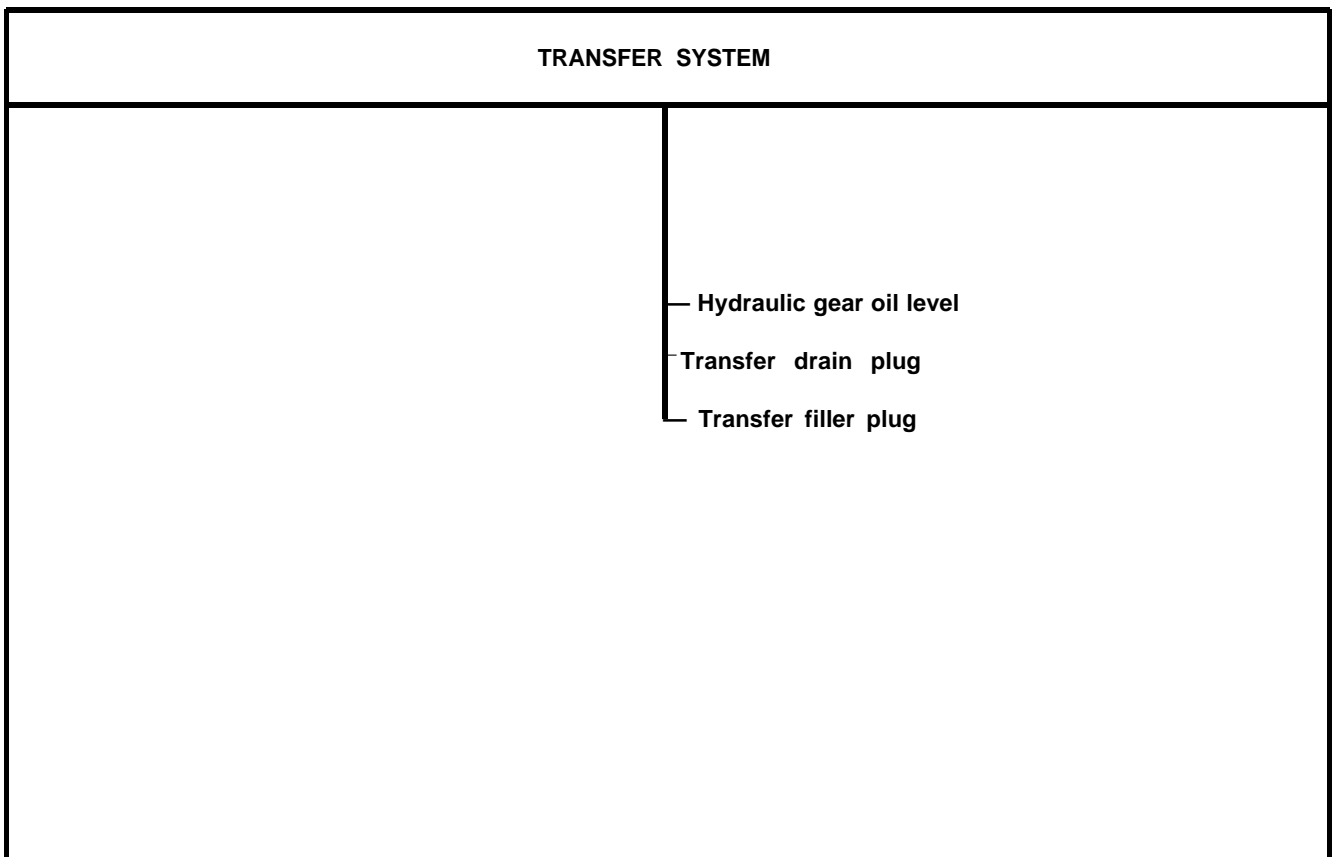 TRANSFER SYSTEM
Hydraulic gear oil level
Transfer drain plug
Transfer filler plug